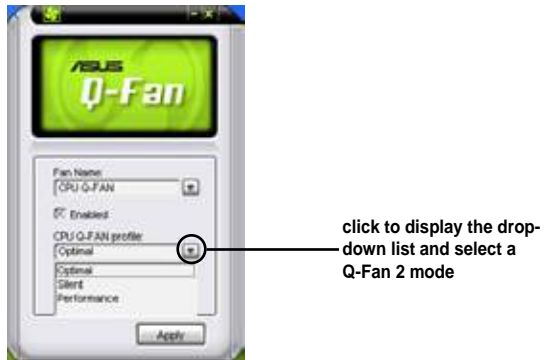 ASUS
Q-Fan
Fan Name:
CPU Q-FAN
Enabled
CPU Q-FAN profile:
Optimal
Optimal
Silent
Performance
Apply
click to display the drop-
down list and select a
Q-Fan 2 mode